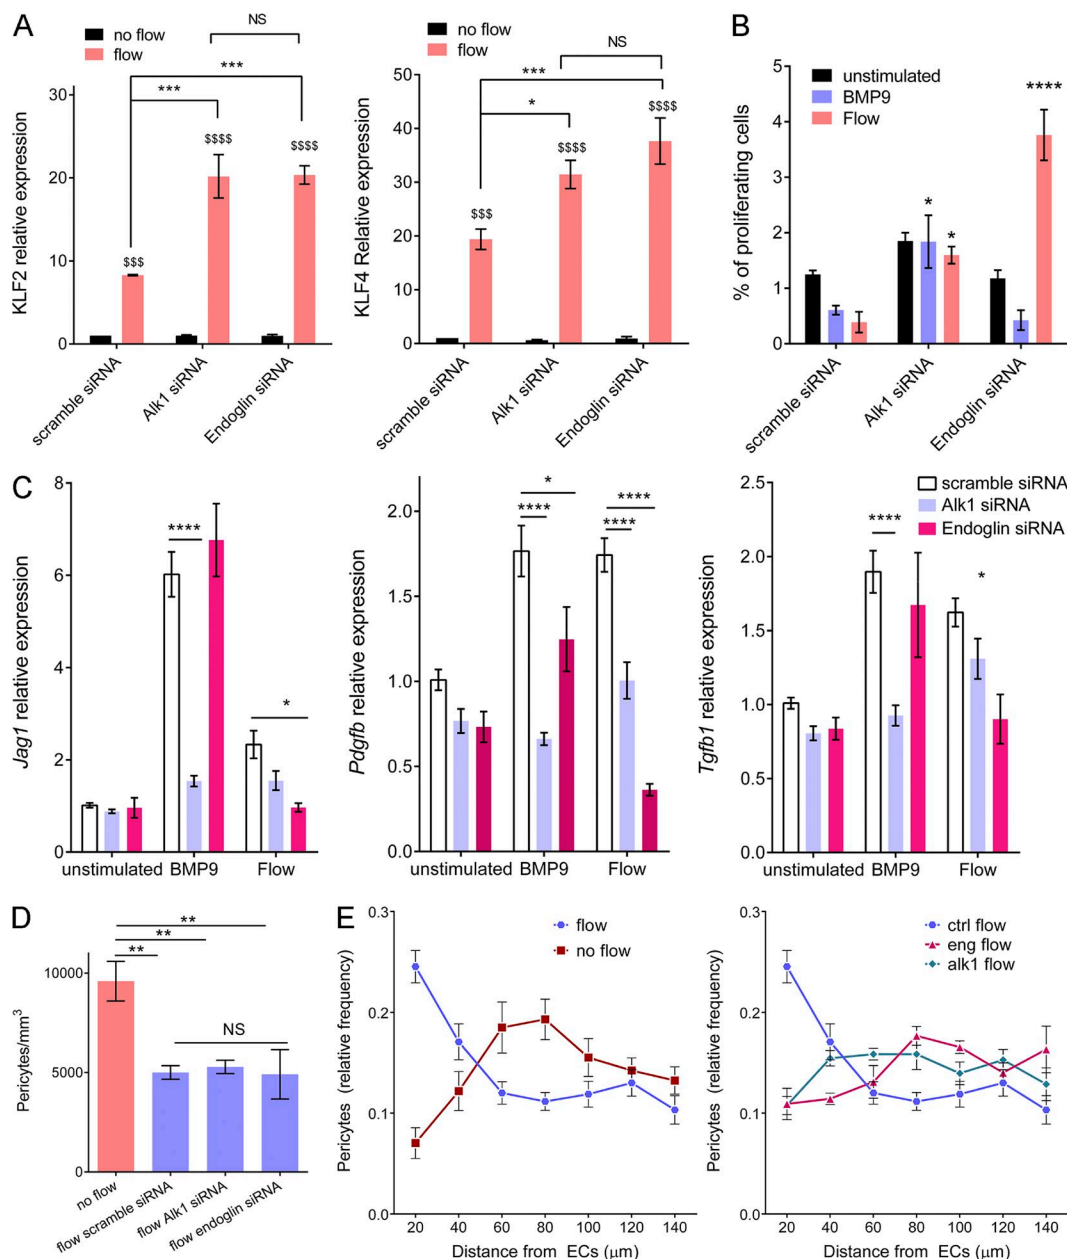 A
no flow
flow
NS
***
***
$$$
$$$$
$$$$
KLF2 relative expression
30
20
10
0
scramble siRNA
Alk1 siRNA
Endoglin siRNA
no flow
flow
NS
***
*
$$$
$$$$
$$$$
KLF4 Relative expression
50
40
30
20
10
0
scramble siRNA
Alk1 siRNA
Endoglin siRNA
B
unstimulated
BMP9
Flow
****
*
*
% of proliferating cells
5
4
3
2
1
0
scramble siRNA
Alk1 siRNA
Endoglin siRNA
C
Jag1 relative expression
8
6
4
2
0
****
*
unstimulated BMP9 Flow
Pdgfb relative expression
2.0
1.5
1.0
0.5
0.0
*
****
****
****
unstimulated BMP9 Flow
scramble siRNA
Alk1 siRNA
Endoglin siRNA
Tgfb1 relative expression
2.5
2.0
1.5
1.0
0.5
0.0
****
*
unstimulated BMP9 Flow
D
**
**
**
NS
Pericytes/mm3
10000
5000
0
no flow
flow scramble siRNA
flow Alk1 siRNA
flow endoglin siRNA
E
flow
no flow
Pericytes (relative frequency)
0.3
0.2
0.1
0.0
20 40 60 80 100 120 140
Distance from ECs (μm)
ctrl flow
eng flow
alk1 flow
Pericytes (relative frequency)
0.3
0.2
0.1
0.0
20 40 60 80 100 120 140
Distance from ECs (μm)